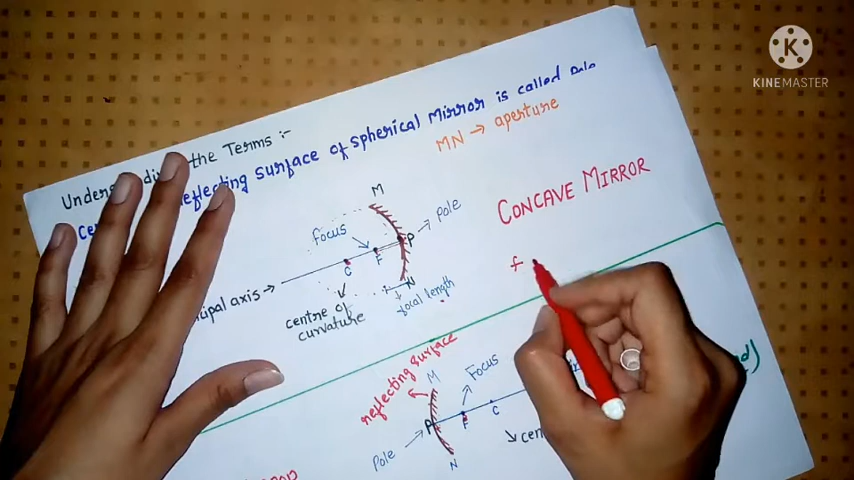 Understanding the Terms :-
reflecting surface of spherical Mirror is called Pole
MN → aperture
CONCAVE MIRROR
M
Focus
Pole
P
F
C
N
principal axis →
centre of
curvature
focal length
f
reflecting surface
M
Focus
P
F
C
Pole
N
KINEMASTER